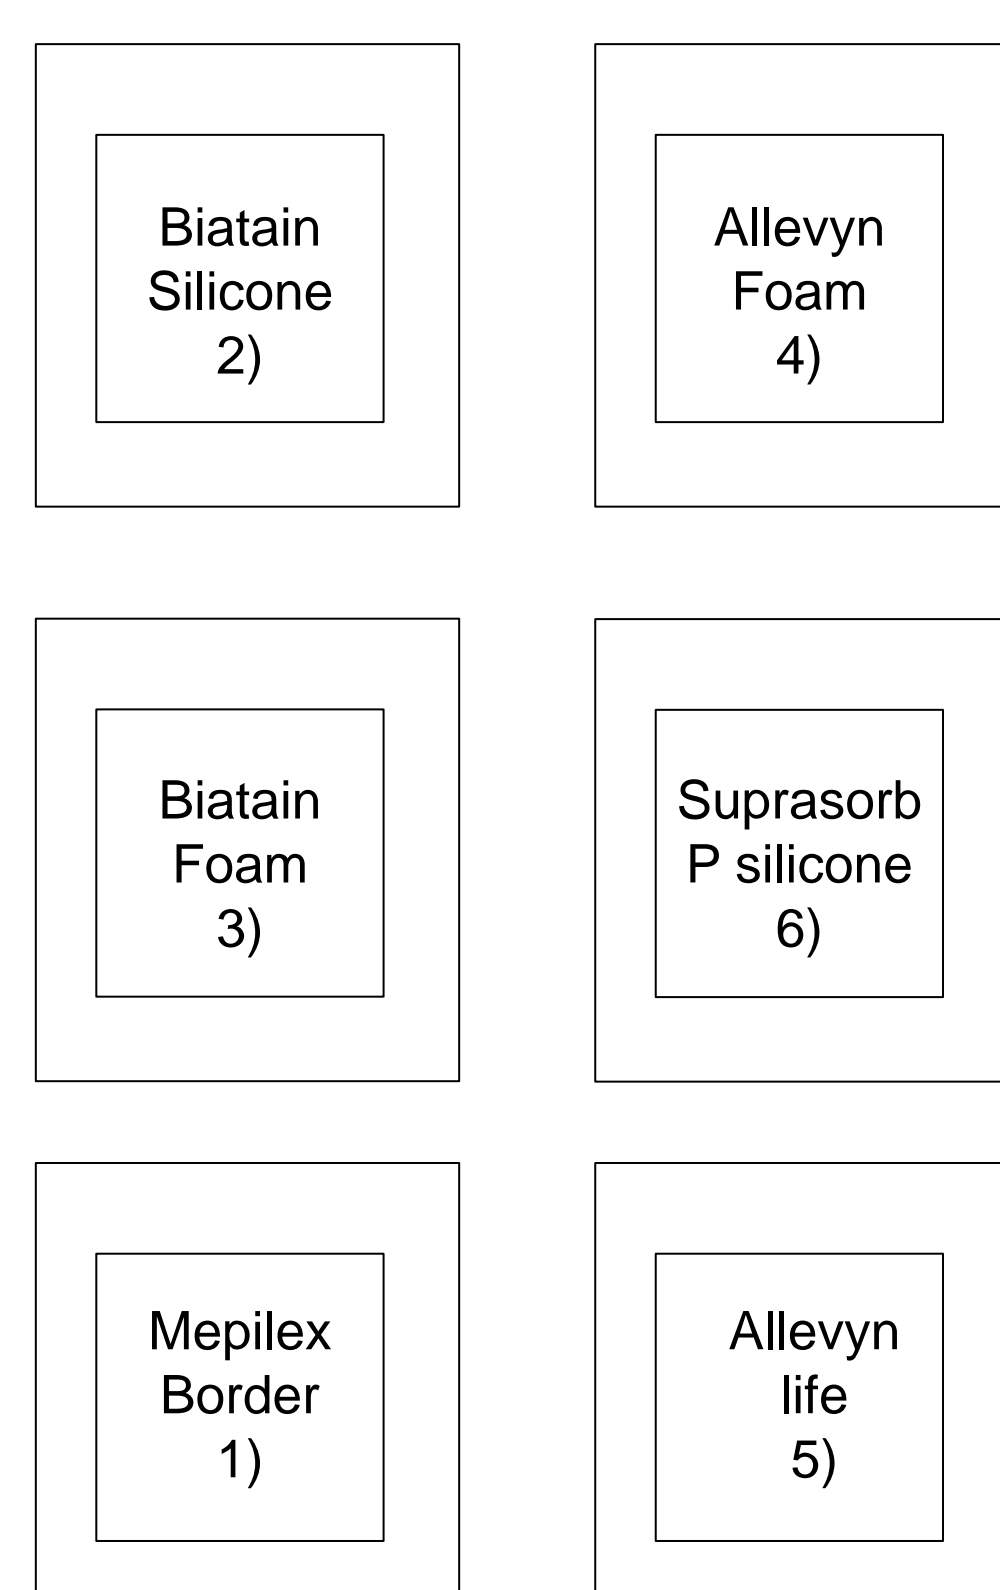 Biatain
Silicone
2)
Allevyn
Foam
4)
Biatain
Foam
3)
Suprasorb
P silicone
6)
Mepilex
Border
1)
Allevyn
life
5)